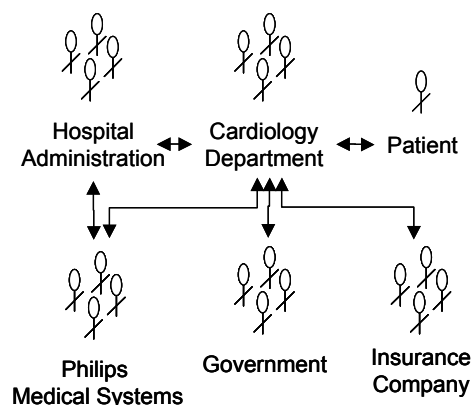 Hospital
Administration
Cardiology
Department
Patient
Philips
Medical Systems
Government
Insurance
Company